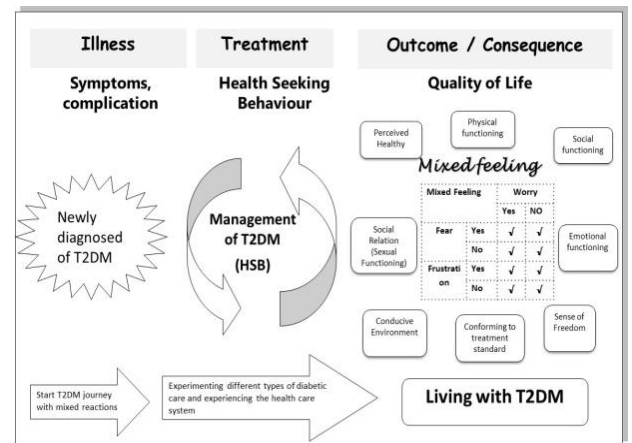 Illness
Treatment
Outcome / Consequence
Symptoms,
complication
Health Seeking
Behaviour
Quality of Life
Perceived
Healthy
Physical
functioning
Social
functioning
Mixed feeling
Mixed Feeling Worry
Yes NO
Fear Yes √ √
No √ √
Frustrati
on
Yes √ √
No √ √
Newly
diagnosed
of T2DM
Management
of T2DM
(HSB)
Social
Relation
(Sexual
Functioning)
Emotional
functioning
Conducive
Environment
Conforming to
treatment
standard
Sense of
Freedom
Start T2DM journey
with mixed reactions
Experimenting different types of diabetic
care and experiencing the health care
system
Living with T2DM